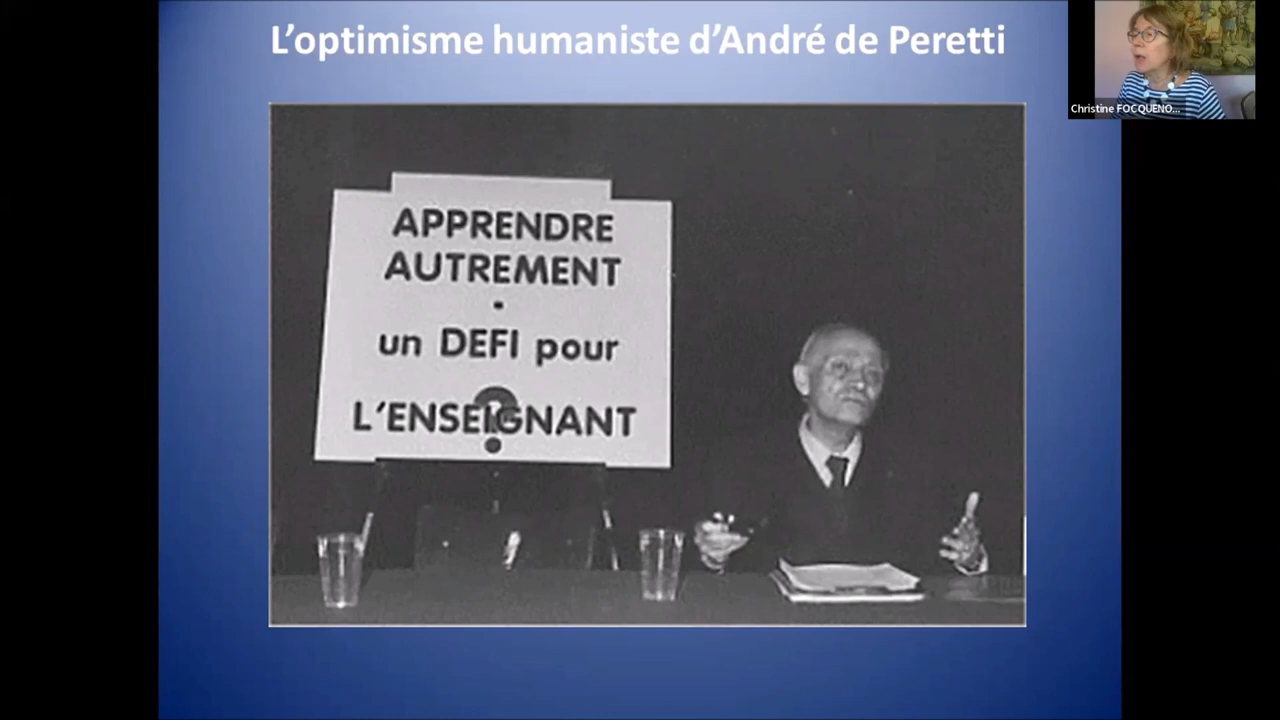 L’optimisme humaniste d’André de Peretti
Christine FOCQUENO...
APPRENDRE
AUTREMENT
un DEFI pour
L’ENSEIGNANT
?